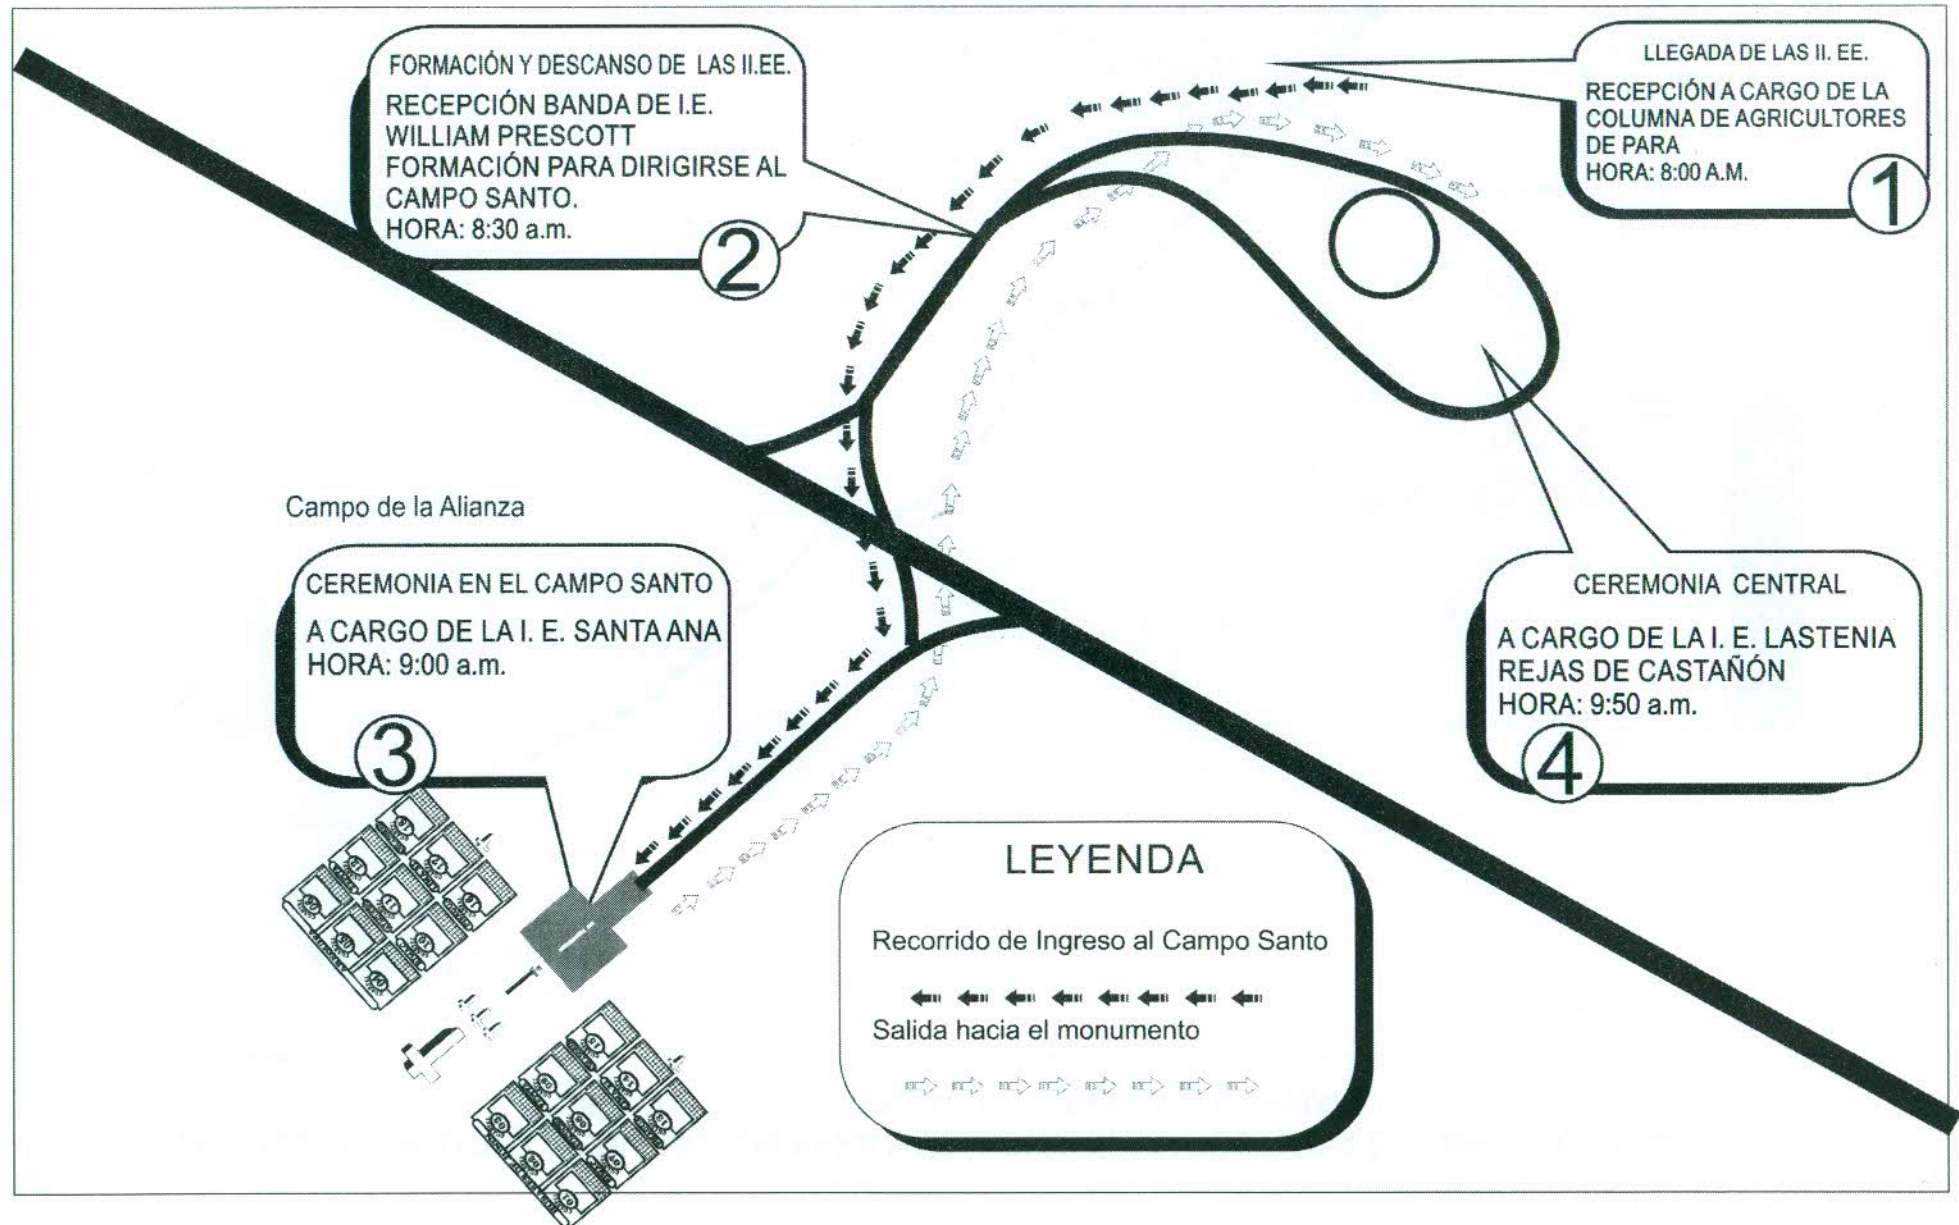 FORMACIÓN Y DESCANSO DE LAS II.EE.
RECEPCIÓN BANDA DE I.E.
WILLIAM PRESCOTT
FORMACIÓN PARA DIRIGIRSE AL
CAMPO SANTO.
HORA: 8:30 a.m.
2
LLEGADA DE LAS II. EE.
RECEPCIÓN A CARGO DE LA
COLUMNA DE AGRICULTORES
DE PARA
HORA: 8:00 A.M.
1
Campo de la Alianza
CEREMONIA EN EL CAMPO SANTO
A CARGO DE LA I. E. SANTA ANA
HORA: 9:00 a.m.
3
CEREMONIA CENTRAL
A CARGO DE LA I. E. LASTENIA
REJAS DE CASTAÑÓN
HORA: 9:50 a.m.
4
LEYENDA
Recorrido de Ingreso al Campo Santo
Salida hacia el monumento